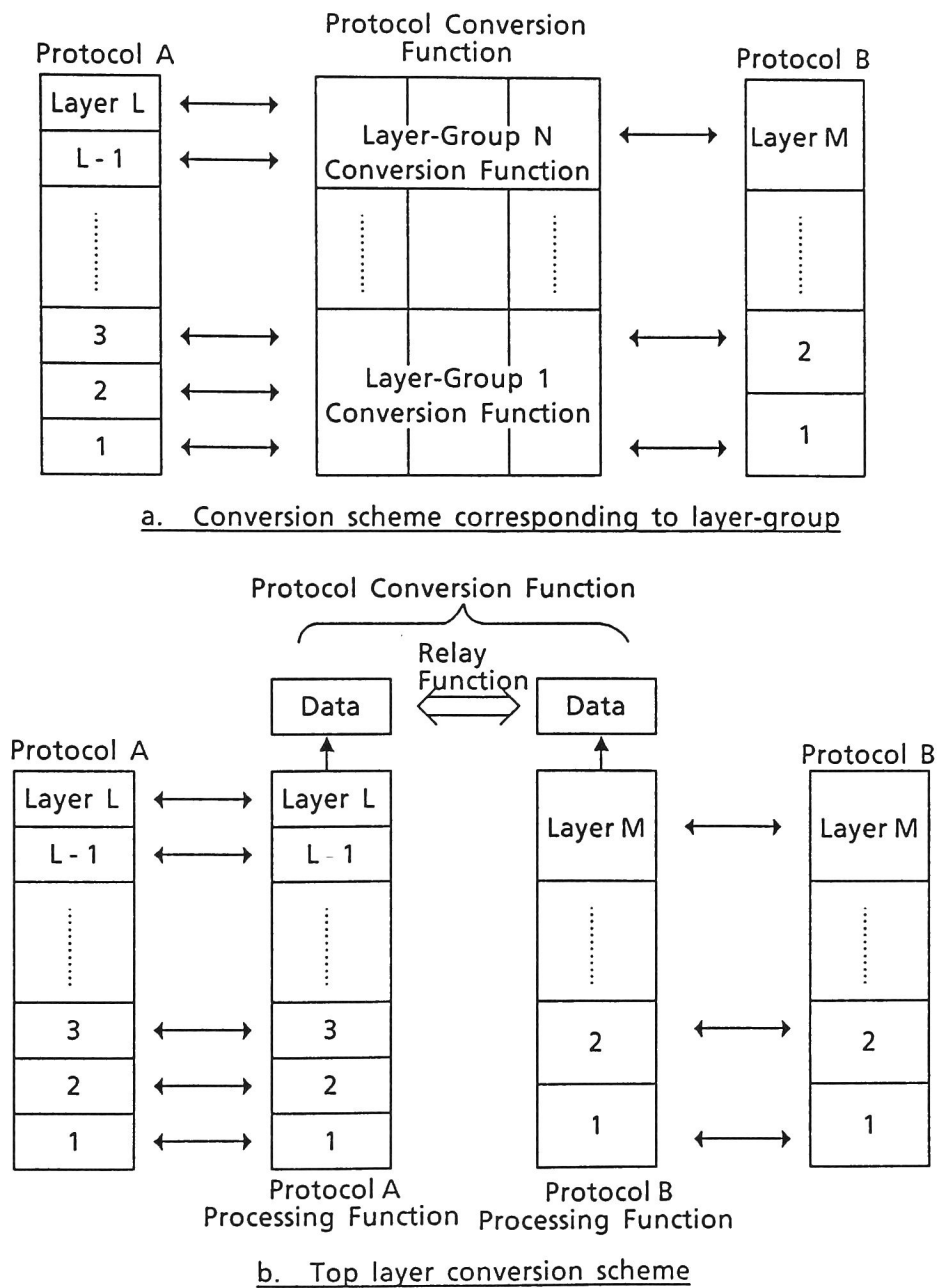 Protocol Conversion
Function
Protocol A
Protocol B
Layer L
L - 1
3
2
1
Layer-Group N
Conversion Function
Layer-Group 1
Conversion Function
Layer M
2
1
a. Conversion scheme corresponding to layer-group
Protocol Conversion Function
Relay
Function
Data
Data
Protocol A
Layer L
L - 1
3
2
1
Layer L
L - 1
3
2
1
Protocol A
Processing Function
Layer M
2
1
Protocol B
Processing Function
Protocol B
Layer M
2
1
b. Top layer conversion scheme